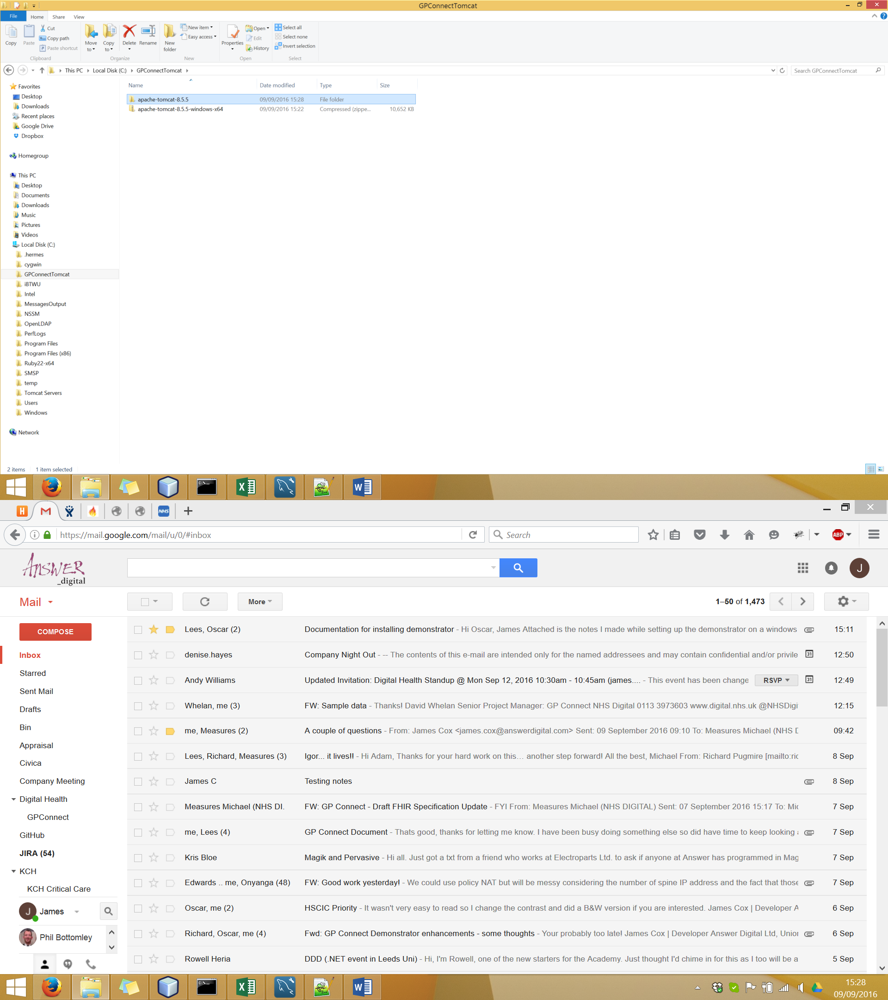 GPConnectTomcat
File Home Share View
Copy Paste Cut Copy path Paste shortcut Move to Copy to Delete Rename New folder New item Easy access Properties Open Edit History Select all Select none Invert selection
Clipboard Organize New Open Select
This PC Local Disk (C:) GPConnectTomcat Search GPConnectTomcat
Name Date modified Type Size
apache-tomcat-8.5.5 09/09/2016 15:28 File folder
apache-tomcat-8.5.5-windows-x64 09/09/2016 15:22 Compressed (zippe... 10,652 KB
Favorites
Desktop
Downloads
Recent places
Google Drive
Dropbox
Homegroup
This PC
Desktop
Documents
Downloads
Music
Pictures
Videos
Local Disk (C:)
.hermes
cygwin
GPConnectTomcat
iBTWU
Intel
MessagesOutput
NSSM
OpenLDAP
PerfLogs
Program Files
Program Files (x86)
Ruby22-x64
SMSP
temp
Tomcat Servers
Users
Windows
Network
2 items 1 item selected
H NHS
https://mail.google.com/mail/u/0/#inbox Search ABP
Answer _digital J
Mail More 1–50 of 1,473
COMPOSE
Inbox
Starred
Sent Mail
Drafts
Bin
Appraisal
Civica
Company Meeting
Digital Health
GPConnect
GitHub
JIRA (54)
KCH
KCH Critical Care
J James
Phil Bottomley
Lees, Oscar (2) Documentation for installing demonstrator - Hi Oscar, James Attached is the notes I made while setting up the demonstrator on a windows 15:11
denise.hayes Company Night Out - -- The contents of this e-mail are intended only for the named addressees and may contain confidential and/or privile 31 12:50
Andy Williams Updated Invitation: Digital Health Standup @ Mon Sep 12, 2016 10:30am - 10:45am (james.... - This event has been change RSVP 31 12:49
Whelan, me (3) FW: Sample data - Thanks! David Whelan Senior Project Manager: GP Connect NHS Digital 0113 3973603 www.digital.nhs.uk @NHSDigi 12:15
me, Measures (2) A couple of questions - From: James Cox <james.cox@answerdigital.com> Sent: 09 September 2016 09:10 To: Measures Michael (NHS D 09:42
Lees, Richard, Measures (3) Igor... it lives!! - Hi Adam, Thanks for your hard work on this… another step forward! All the best, Michael From: Richard Pugmire [mailto:ric 8 Sep
James C Testing notes 8 Sep
Measures Michael (NHS DI. FW: GP Connect - Draft FHIR Specification Update - FYI From: Measures Michael (NHS DIGITAL) Sent: 07 September 2016 15:17 To: Mic 7 Sep
me, Lees (4) GP Connect Document - Thats good, thanks for letting me know. I have been busy doing something else so did have time to keep looking 7 Sep
Kris Bloe Magik and Pervasive - Hi all. Just got a txt from a friend who works at Electroparts Ltd. to ask if anyone at Answer has programmed in Mag 7 Sep
Edwards .. me, Onyanga (48) FW: Good work yesterday! - We could use policy NAT but will be messy considering the number of spine IP address and the fact that those 7 Sep
Oscar, me (2) HSCIC Priority - It wasn't very easy to read so I change the contrast and did a B&W version if you are interested. James Cox | Developer A 6 Sep
Richard, Oscar, me (4) Fwd: GP Connect Demonstrator enhancements - some thoughts - Your probably too late! James Cox | Developer Answer Digital Ltd, Union 6 Sep
Rowell Heria DDD (.NET event in Leeds Uni) - Hi, I'm Rowell, one of the new starters for the Academy. Just thought I'd chime in for this as I too will be a 5 Sep
15:28
09/09/2016